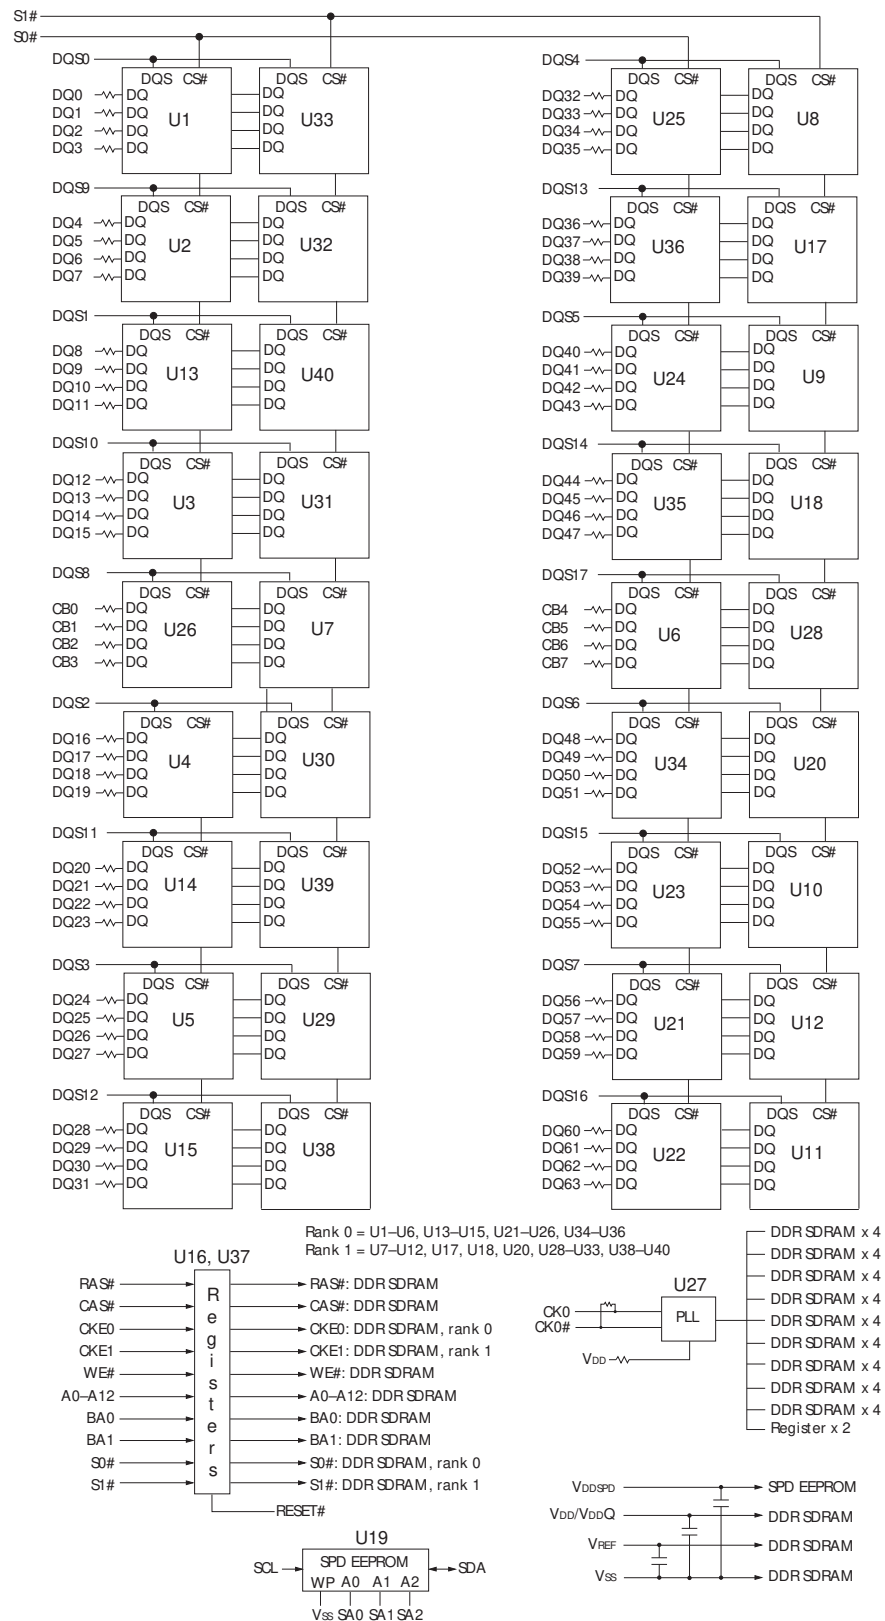 S1#
S0#
DQS0
DQS CS#
DQ0 DQ DQ
DQ1 DQ DQ
DQ2 DQ DQ
DQ3 DQ DQ
U1 U33
DQS9
DQS CS# DQS CS#
DQ4 DQ DQ
DQ5 DQ DQ
DQ6 DQ DQ
DQ7 DQ DQ
U2 U32
DQS1
DQS CS# DQS CS#
DQ8 DQ DQ
DQ9 DQ DQ
DQ10 DQ DQ
DQ11 DQ DQ
U13 U40
DQS10
DQS CS# DQS CS#
DQ12 DQ DQ
DQ13 DQ DQ
DQ14 DQ DQ
DQ15 DQ DQ
U3 U31
DQS8
DQS CS# DQS CS#
CB0 DQ DQ
CB1 DQ DQ
CB2 DQ DQ
CB3 DQ DQ
U26 U7
DQS2
DQS CS# DQS CS#
DQ16 DQ DQ
DQ17 DQ DQ
DQ18 DQ DQ
DQ19 DQ DQ
U4 U30
DQS11
DQS CS# DQS CS#
DQ20 DQ DQ
DQ21 DQ DQ
DQ22 DQ DQ
DQ23 DQ DQ
U14 U39
DQS3
DQS CS# DQS CS#
DQ24 DQ DQ
DQ25 DQ DQ
DQ26 DQ DQ
DQ27 DQ DQ
U5 U29
DQS12
DQS CS# DQS CS#
DQ28 DQ DQ
DQ29 DQ DQ
DQ30 DQ DQ
DQ31 DQ DQ
U15 U38
DQS4
DQS CS# DQS CS#
DQ32 DQ DQ
DQ33 DQ DQ
DQ34 DQ DQ
DQ35 DQ DQ
U25 U8
DQS13
DQS CS# DQS CS#
DQ36 DQ DQ
DQ37 DQ DQ
DQ38 DQ DQ
DQ39 DQ DQ
U36 U17
DQS5
DQS CS# DQS CS#
DQ40 DQ DQ
DQ41 DQ DQ
DQ42 DQ DQ
DQ43 DQ DQ
U24 U9
DQS14
DQS CS# DQS CS#
DQ44 DQ DQ
DQ45 DQ DQ
DQ46 DQ DQ
DQ47 DQ DQ
U35 U18
DQS17
DQS CS# DQS CS#
CB4 DQ DQ
CB5 DQ DQ
CB6 DQ DQ
CB7 DQ DQ
U6 U28
DQS6
DQS CS# DQS CS#
DQ48 DQ DQ
DQ49 DQ DQ
DQ50 DQ DQ
DQ51 DQ DQ
U34 U20
DQS15
DQS CS# DQS CS#
DQ52 DQ DQ
DQ53 DQ DQ
DQ54 DQ DQ
DQ55 DQ DQ
U23 U10
DQS7
DQS CS# DQS CS#
DQ56 DQ DQ
DQ57 DQ DQ
DQ58 DQ DQ
DQ59 DQ DQ
U21 U12
DQS16
DQS CS# DQS CS#
DQ60 DQ DQ
DQ61 DQ DQ
DQ62 DQ DQ
DQ63 DQ DQ
U22 U11
Rank 0 = U1–U6, U13–U15, U21–U26, U34–U36
Rank 1 = U7–U12, U17, U18, U20, U28–U33, U38–U40
U16, U37
Registers
RAS# RAS#: DDR SDRAM
CAS# CAS#: DDR SDRAM
CKE0 CKE0: DDR SDRAM, rank 0
CKE1 CKE1: DDR SDRAM, rank 1
WE# WE#: DDR SDRAM
A0–A12 A0–A12: DDR SDRAM
BA0 BA0: DDR SDRAM
BA1 BA1: DDR SDRAM
S0# S0#: DDR SDRAM, rank 0
S1# S1#: DDR SDRAM, rank 1
RESET#
U27
CK0
CK0#
PLL
VDD
DDR SDRAM x 4
DDR SDRAM x 4
DDR SDRAM x 4
DDR SDRAM x 4
DDR SDRAM x 4
DDR SDRAM x 4
DDR SDRAM x 4
DDR SDRAM x 4
DDR SDRAM x 4
Register x 2
U19
SPD EEPROM
SCL SDA
WP A0 A1 A2
VSS SA0 SA1 SA2
VDDSPD SPD EEPROM
VDD/VDDQ DDR SDRAM
VREF DDR SDRAM
VSS DDR SDRAM